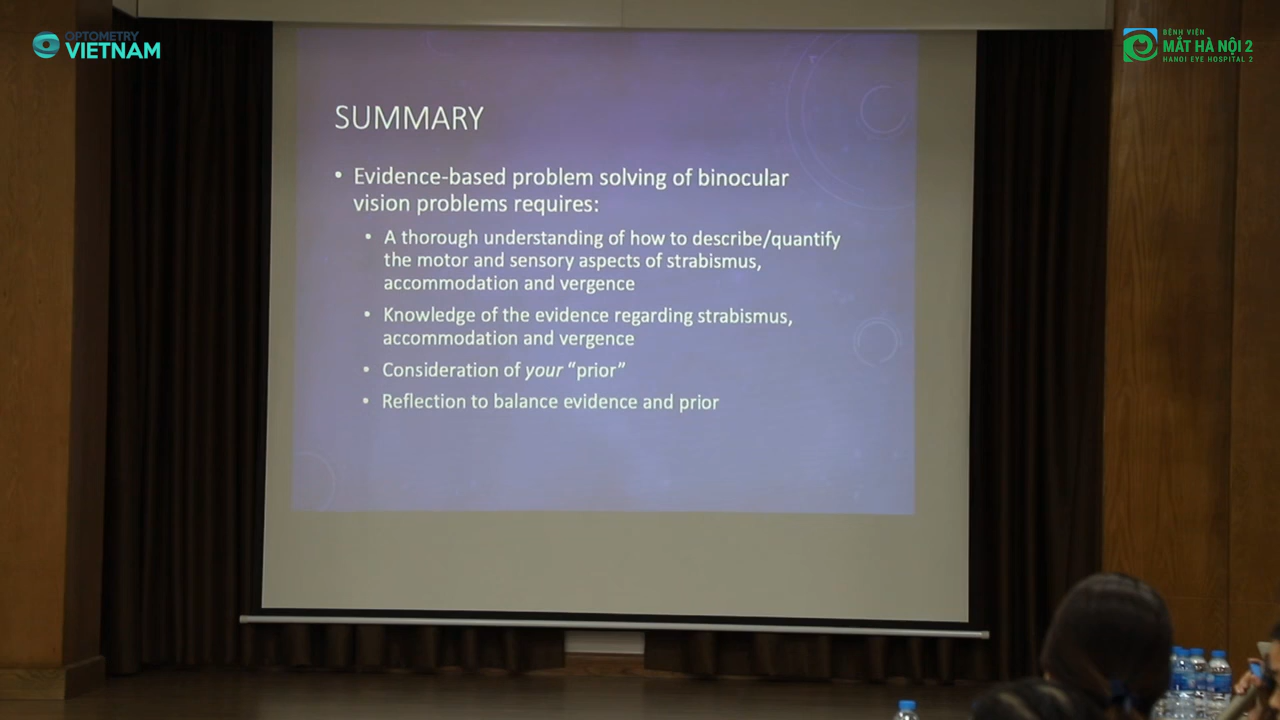 OPTOMETRY
VIETNAM
BỆNH VIỆN
MẮT HÀ NỘI 2
HANOI EYE HOSPITAL 2
SUMMARY
• Evidence-based problem solving of binocular
vision problems requires:
• A thorough understanding of how to describe/quantify
the motor and sensory aspects of strabismus,
accommodation and vergence
• Knowledge of the evidence regarding strabismus,
accommodation and vergence
• Consideration of your “prior”
• Reflection to balance evidence and prior